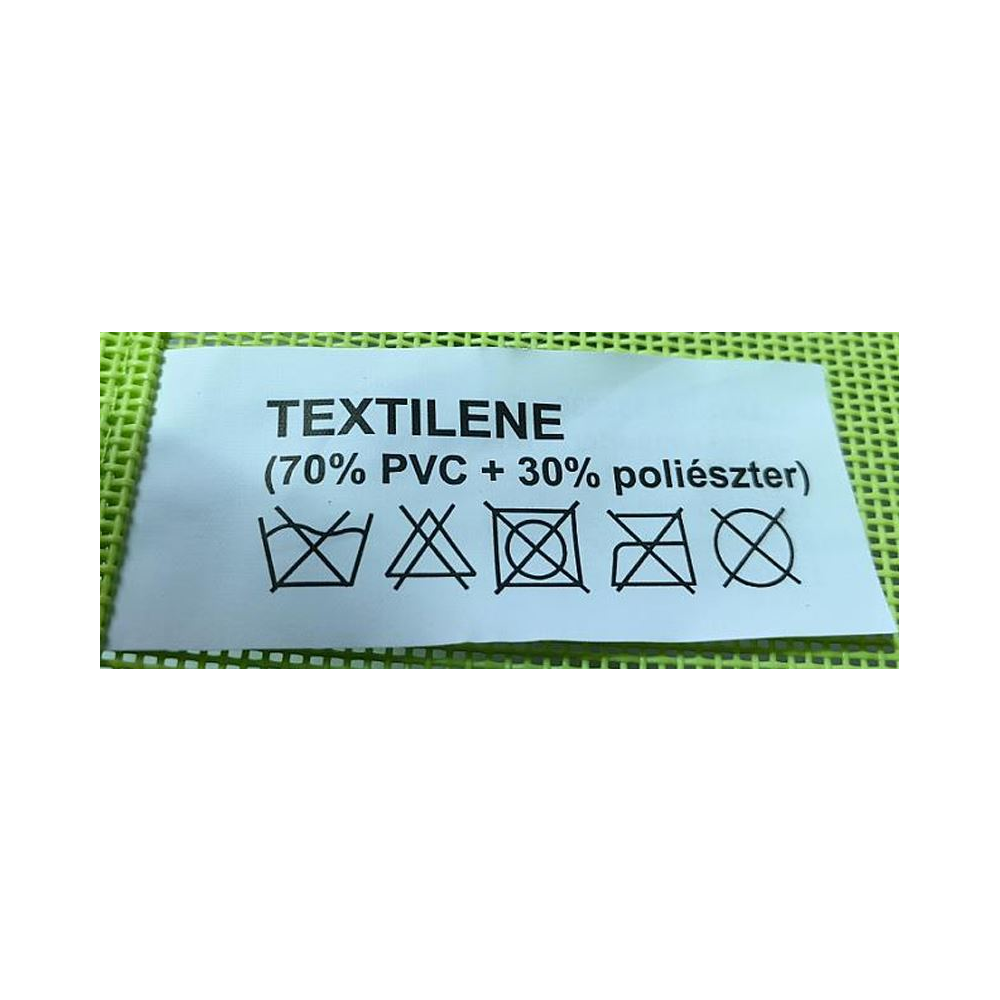 TEXTILENE
(70% PVC + 30% poliészter)